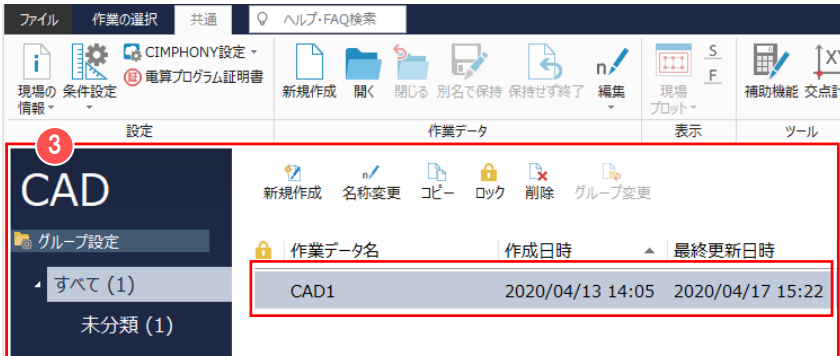 ファイル 作業の選択 共通 ヘルプ・FAQ検索
CIMPHONY設定
電算プログラム証明書
現場の情報 条件設定 新規作成 開く 閉じる 別名で保持 保持せず終了 編集 現場プロット S F 補助機能
設定 作業データ 表示 ツール
3
CAD
新規作成 名称変更 コピー ロック 削除 グループ変更
グループ設定
作業データ名 作成日時 最終更新日時
すべて (1)
CAD1 2020/04/13 14:05 2020/04/17 15:22
未分類 (1)